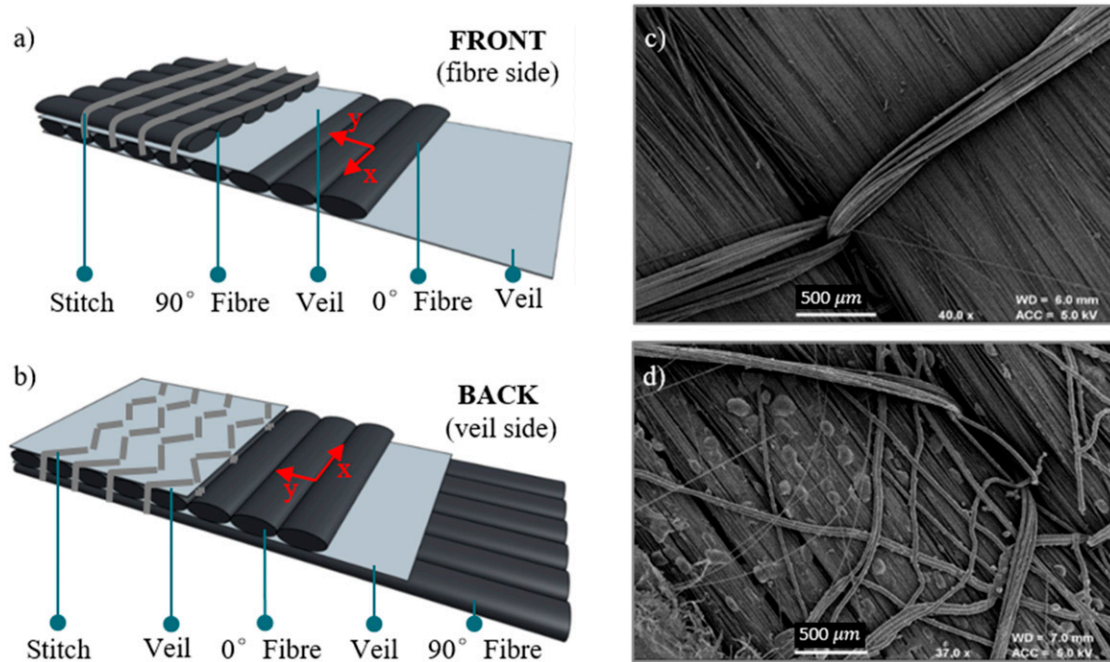 a)
FRONT
(fibre side)
y
x
Stitch 90° Fibre Veil 0° Fibre Veil
b)
BACK
(veil side)
x
y
Stitch Veil 0° Fibre Veil 90° Fibre
c)
500 μm
40.0 x
WD = 6.0 mm
ACC = 5.0 kV
d)
500 μm
37.0 x
WD = 7.0 mm
ACC = 5.0 kV